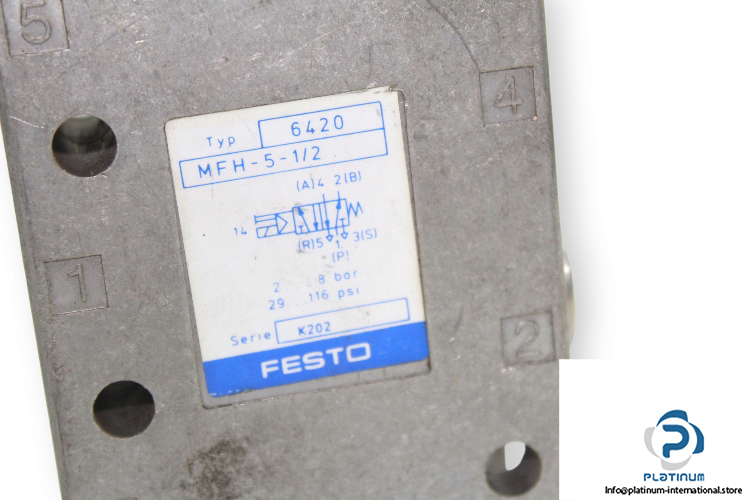 5
4
Typ 6420
MFH-5-1/2
(A)4 2(B)
14
(R)5 1 3(S)
(P)
2...8 bar
29...116 psi
Serie K202
FESTO
1
2
PLATINUM
Info@platinum-international.store